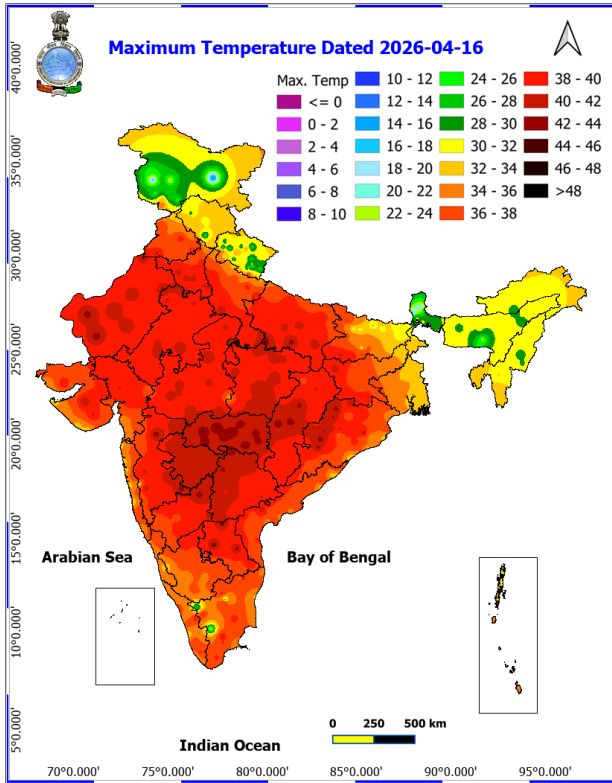 Maximum Temperature Dated 2026-04-16
Max. Temp
<= 0
0 - 2
2 - 4
4 - 6
6 - 8
8 - 10
10 - 12
12 - 14
14 - 16
16 - 18
18 - 20
20 - 22
22 - 24
24 - 26
26 - 28
28 - 30
30 - 32
32 - 34
34 - 36
36 - 38
38 - 40
40 - 42
42 - 44
44 - 46
46 - 48
>48
40°0.000'
35°0.000'
30°0.000'
25°0.000'
20°0.000'
15°0.000'
10°0.000'
5°0.000'
Arabian Sea
Bay of Bengal
Indian Ocean
0 250 500 km
70°0.000' 75°0.000' 80°0.000' 85°0.000' 90°0.000' 95°0.000'